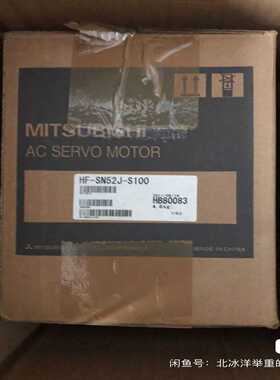 MITSUBISHI
AC SERVO MOTOR
HF-SN52J-S100
HB80083
MADE IN CHINA
闲鱼号：北冰洋举重的